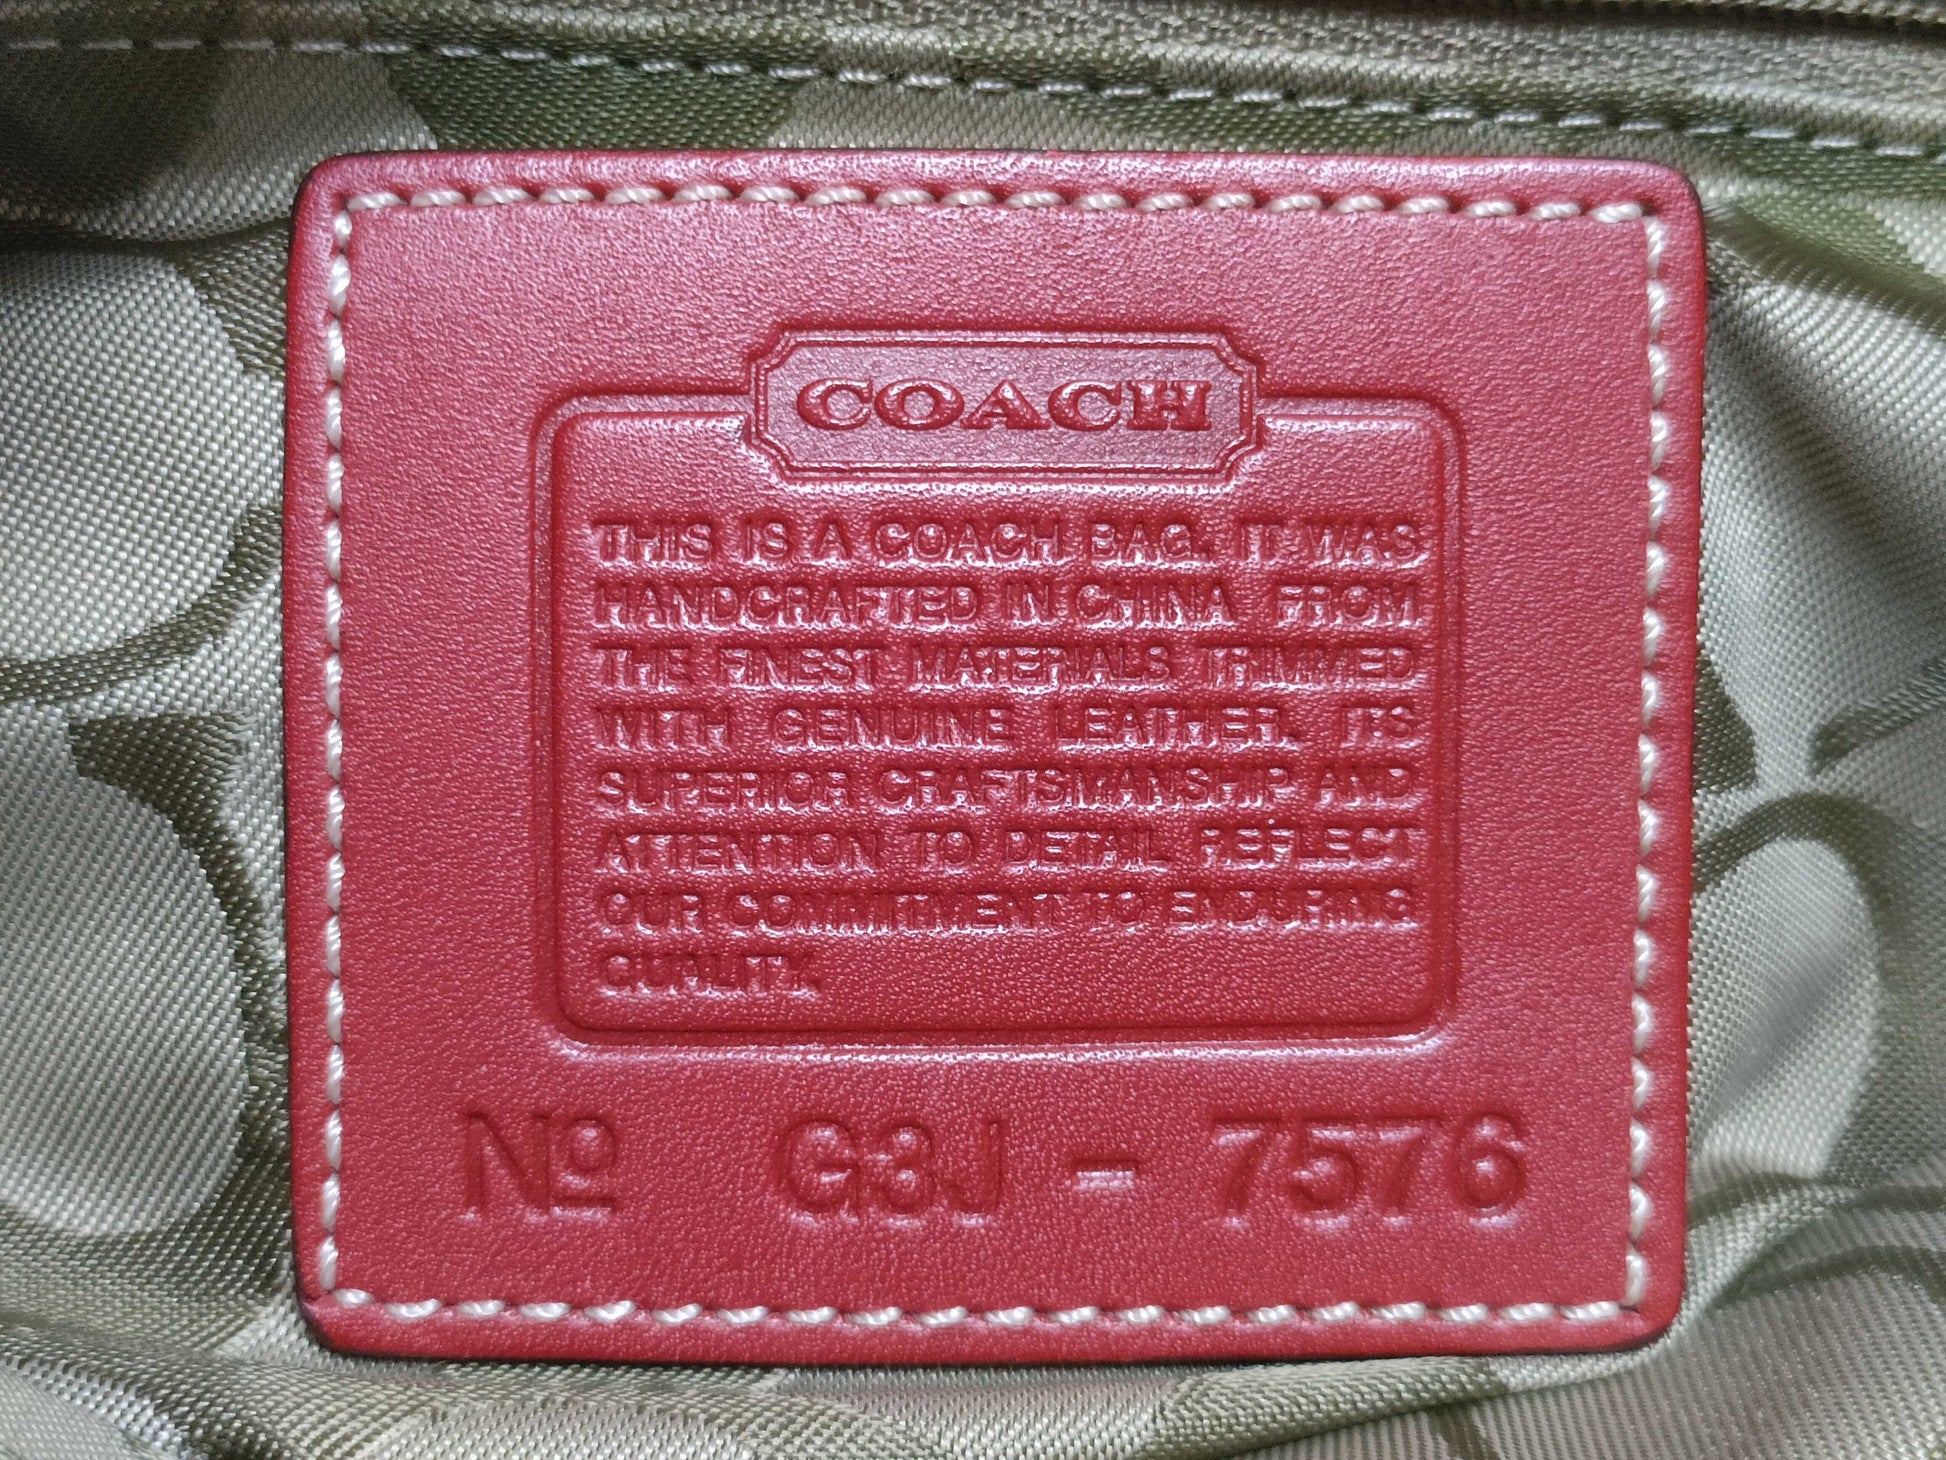 COACH
THIS IS A COACH BAG. IT WAS
HANDCRAFTED IN CHINA FROM
THE FINEST MATERIALS TRIMMED
WITH GENUINE LEATHER. ITS
SUPERIOR CRAFTSMANSHIP AND
ATTENTION TO DETAIL REFLECT
OUR COMMITMENT TO ENDURING
QUALITY.
Nº G3J - 7576